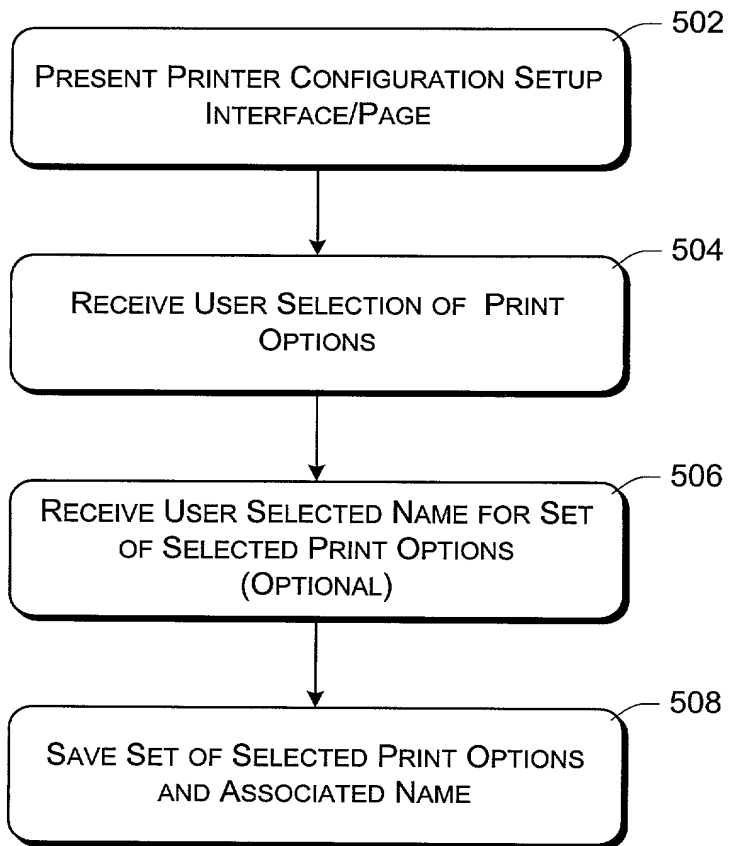 502
PRESENT PRINTER CONFIGURATION SETUP
INTERFACE/PAGE
504
RECEIVE USER SELECTION OF PRINT
OPTIONS
506
RECEIVE USER SELECTED NAME FOR SET
OF SELECTED PRINT OPTIONS
(OPTIONAL)
508
SAVE SET OF SELECTED PRINT OPTIONS
AND ASSOCIATED NAME